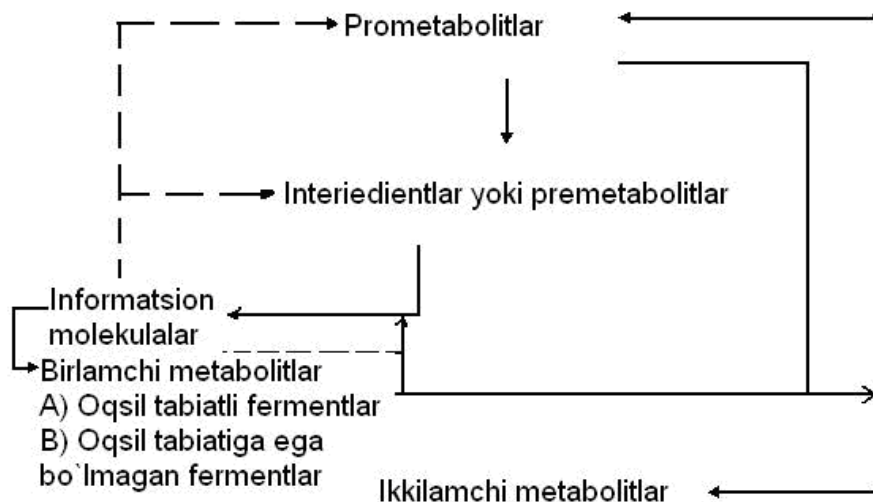 Prometabolitlar
Interiedientlar yoki premetabolitlar
Informatsion
molekulalar
Birlamchi metabolitlar
A) Oqsil tabiatli fermentlar
B) Oqsil tabiatiga ega
bo`lmagan fermentlar
Ikkilamchi metabolitlar